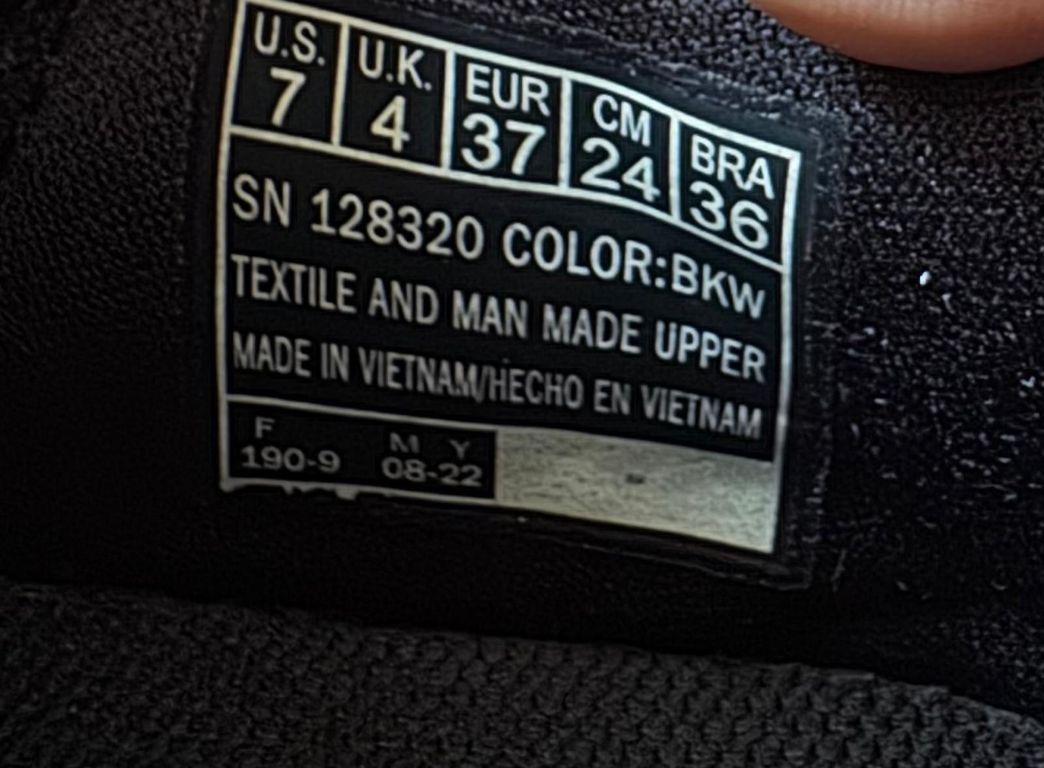 U.S. U.K. EUR CM BRA
7 4 37 24 36
SN 128320 COLOR:BKW
TEXTILE AND MAN MADE UPPER
MADE IN VIETNAM/HECHO EN VIETNAM
F M Y
190-9 08-22